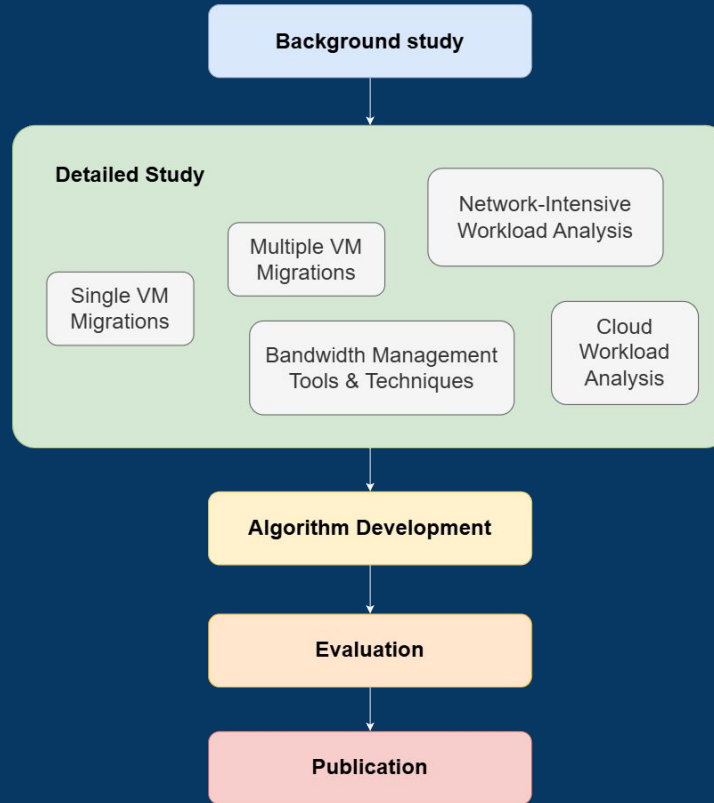 Background study
Detailed Study
Network-Intensive
Workload Analysis
Multiple VM
Migrations
Single VM
Migrations
Bandwidth Management
Tools & Techniques
Cloud
Workload
Analysis
Algorithm Development
Evaluation
Publication